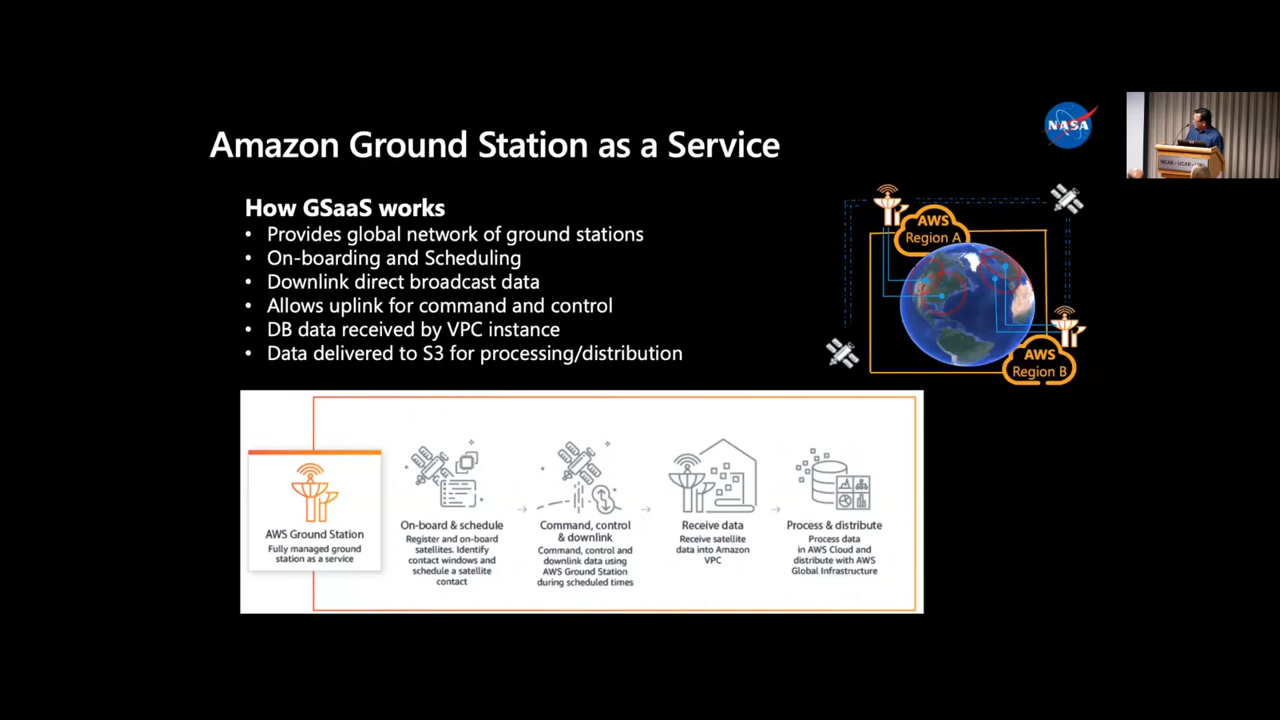 Amazon Ground Station as a Service
NASA
How GSaaS works
• Provides global network of ground stations
• On-boarding and Scheduling
• Downlink direct broadcast data
• Allows uplink for command and control
• DB data received by VPC instance
• Data delivered to S3 for processing/distribution
AWS
Region A
AWS
Region B
AWS Ground Station
Fully managed ground
station as a service
On-board & schedule
Register and on-board
satellites. Identify
contact windows and
schedule a satellite
contact
Command, control
& downlink
Command, control and
downlink data using
AWS Ground Station
during scheduled times
Receive data
Receive satellite
data into Amazon
VPC
Process & distribute
Process data
in AWS Cloud and
distribute with AWS
Global Infrastructure
NCAR • UCAR •